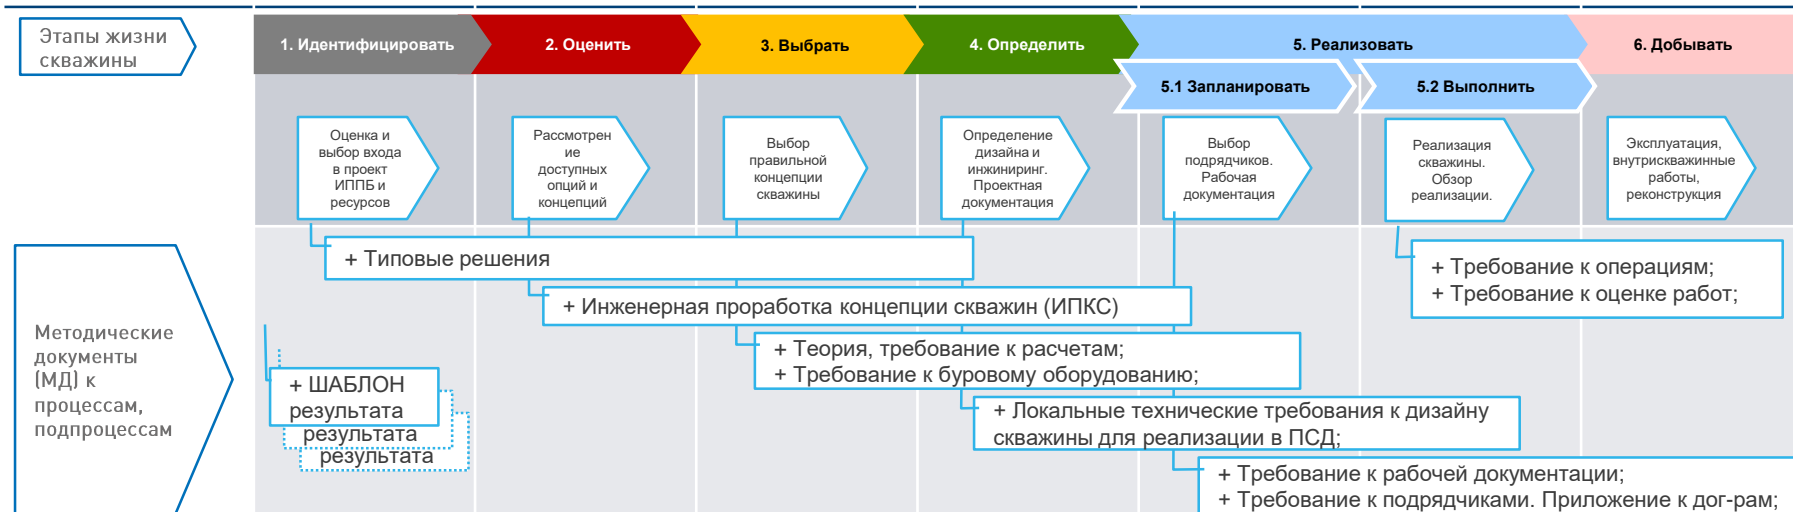 Этапы жизни
скважины
1. Идентифицировать
2. Оценить
3. Выбрать
4. Определить
5. Реализовать
6. Добывать
5.1 Запланировать
5.2 Выполнить
Оценка и
выбор входа
в проект
ИППБ и
ресурсов
Рассмотрен
ие
доступных
опций и
концепций
Выбор
правильной
концепции
скважины
Определение
дизайна и
инжиниринг.
Проектная
документация
Выбор
подрядчиков.
Рабочая
документация
Реализация
скважины.
Обзор
реализации.
Эксплуатация,
внутрискважинные
работы,
реконструкция
Методические
документы
(МД) к
процессам,
подпроцессам
+ Типовые решения
+ Инженерная проработка концепции скважин (ИПКС)
+ Теория, требование к расчетам;
+ Требование к буровому оборудованию;
+ Локальные технические требования к дизайну
скважины для реализации в ПСД;
+ Требование к рабочей документации;
+ Требование к подрядчиками. Приложение к дог-рам;
+ Требование к операциям;
+ Требование к оценке работ;
+ ШАБЛОН
результата
результата
результата